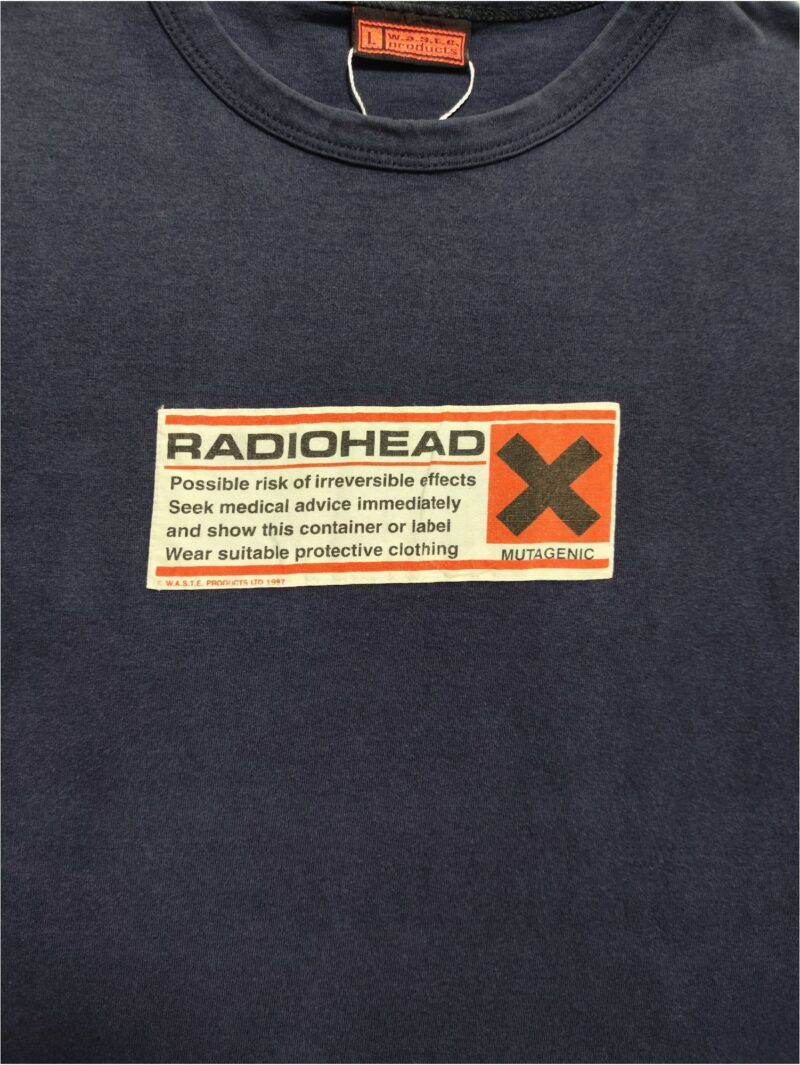 L w.a.s.t.e.
products
RADIOHEAD
Possible risk of irreversible effects
Seek medical advice immediately
and show this container or label
Wear suitable protective clothing
MUTAGENIC
© W.A.S.T.E. PRODUCTS LTD 1997